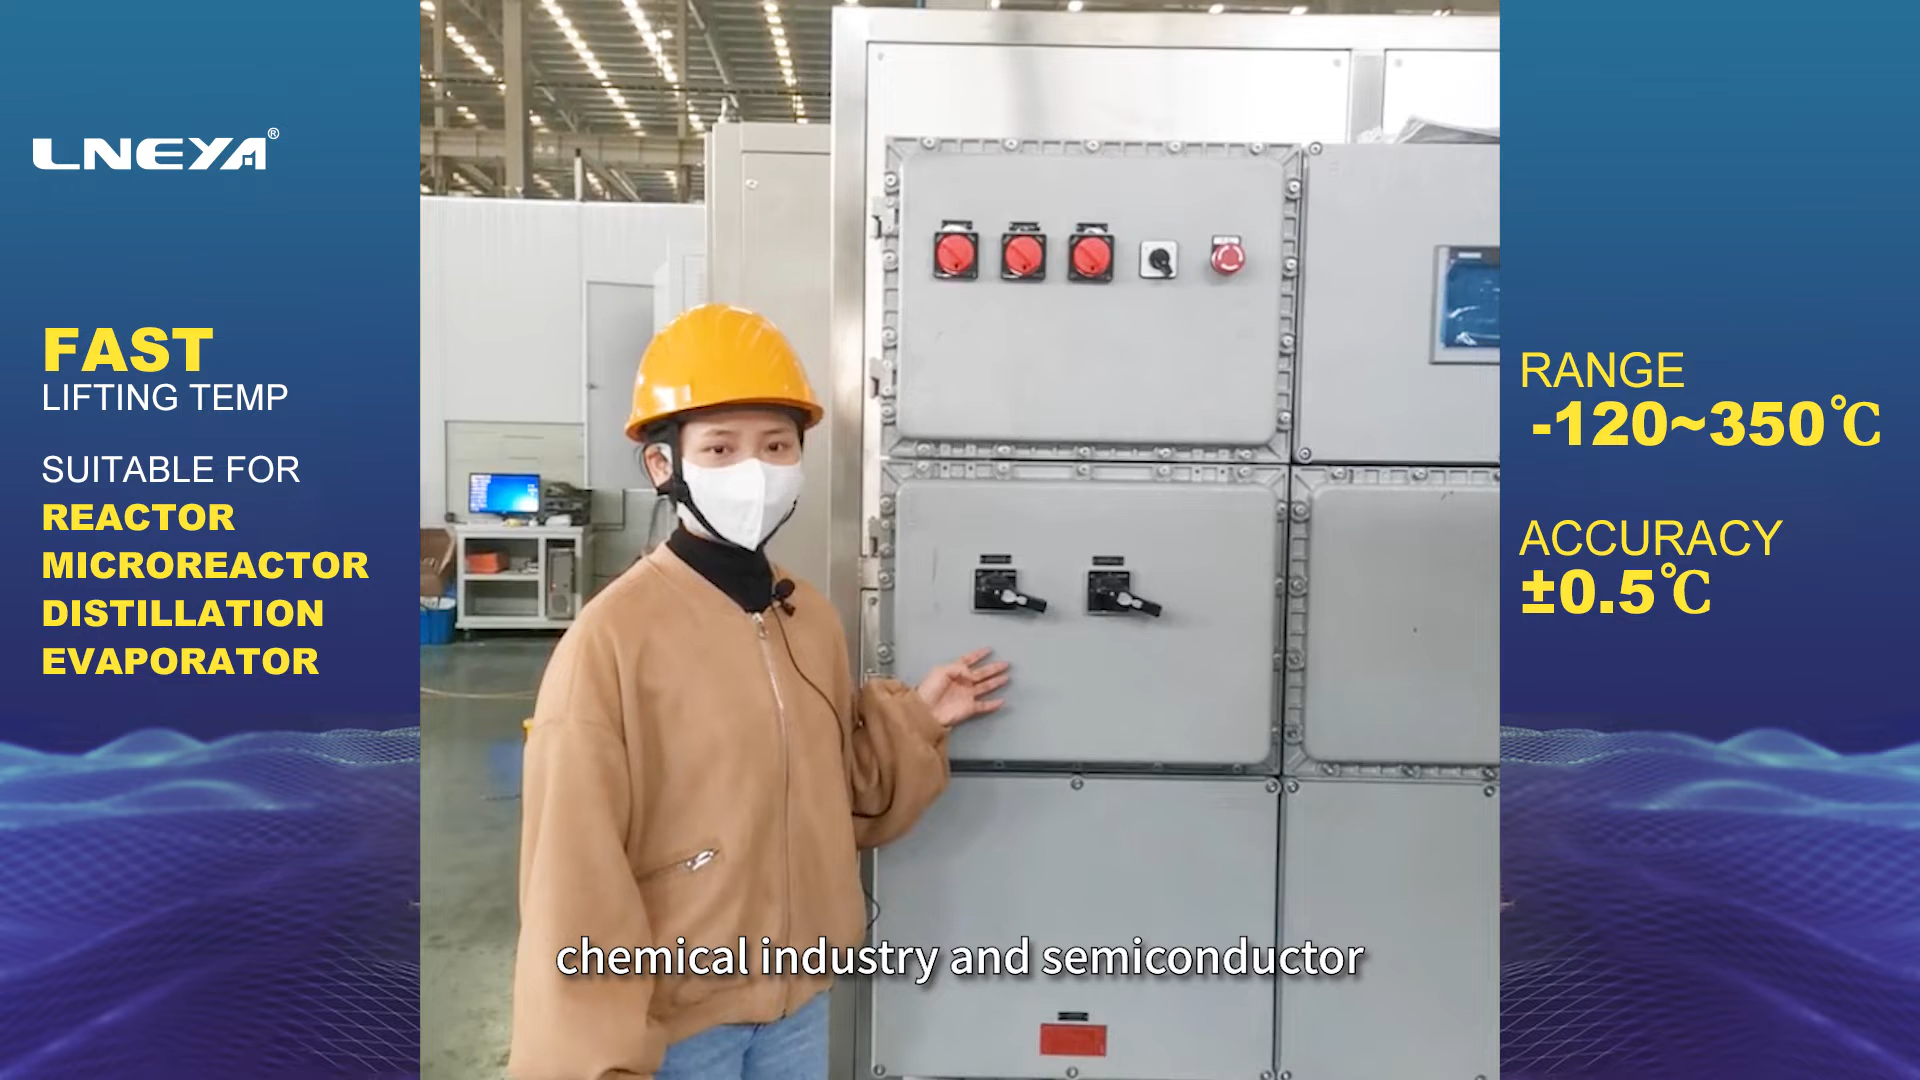 LNEYA®
FAST
LIFTING TEMP
SUITABLE FOR
REACTOR
MICROREACTOR
DISTILLATION
EVAPORATOR
RANGE
-120~350℃
ACCURACY
±0.5℃
chemical industry and semiconductor